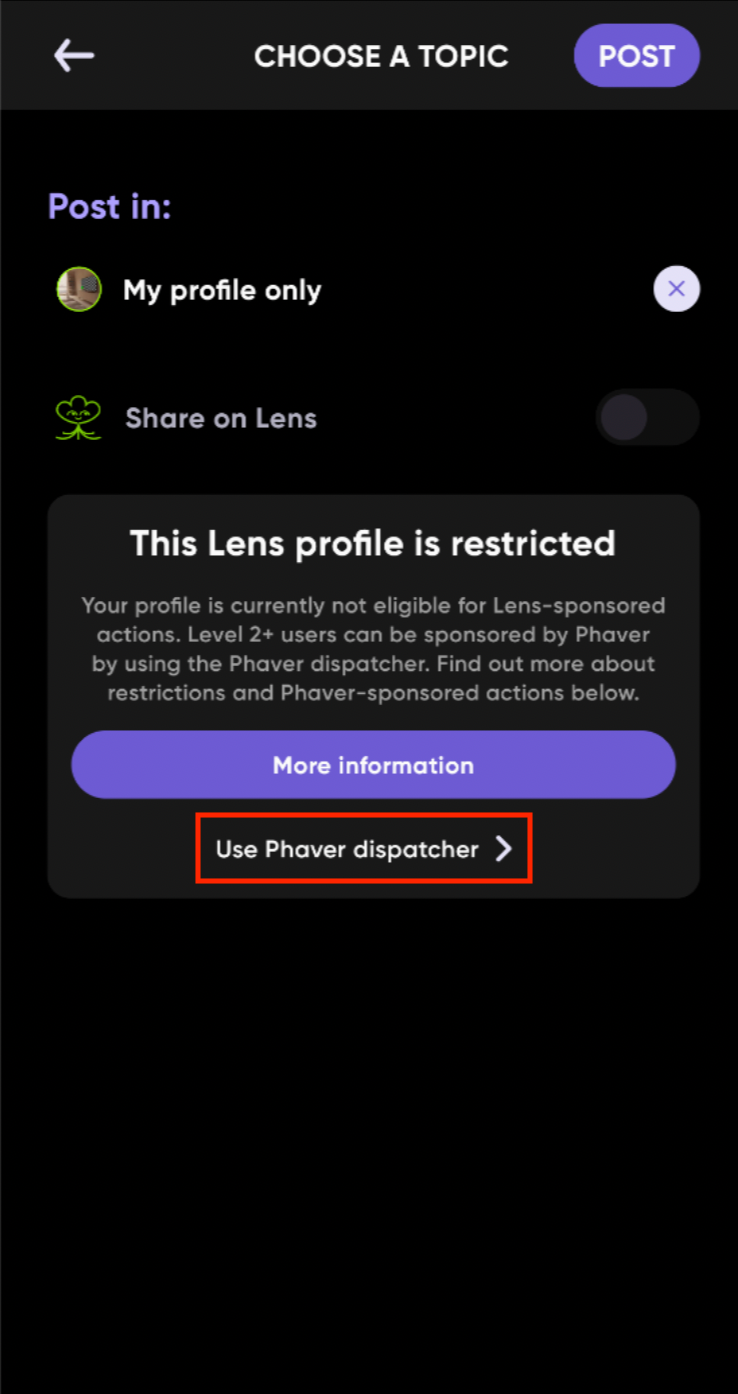 CHOOSE A TOPIC
POST
Post in:
My profile only
Share on Lens
This Lens profile is restricted
Your profile is currently not eligible for Lens-sponsored
actions. Level 2+ users can be sponsored by Phaver
by using the Phaver dispatcher. Find out more about
restrictions and Phaver-sponsored actions below.
More information
Use Phaver dispatcher